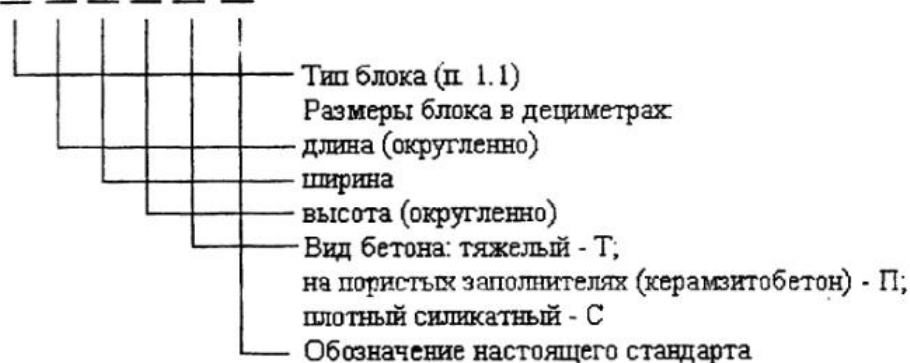 Тип блока (п. 1.1)
Размеры блока в дециметрах:
длина (округленно)
ширина
высота (округленно)
Вид бетона: тяжелый - Т;
на пористых заполнителях (керамзитобетон) - П;
плотный силикатный - С
Обозначение настоящего стандарта